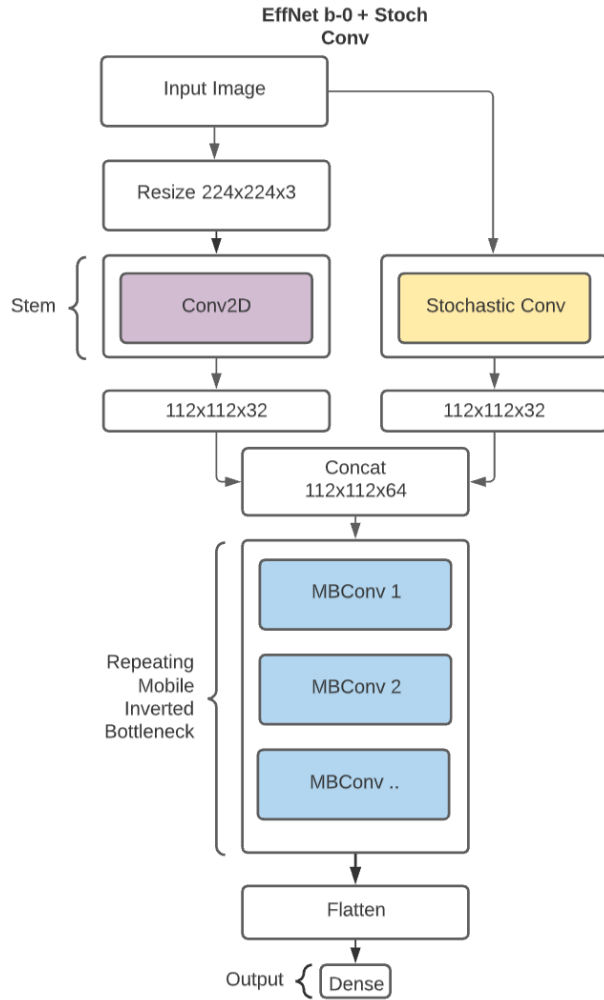 EffNet b-0 + Stoch
Conv
Input Image
Resize 224x224x3
Stem
Conv2D
Stochastic Conv
112x112x32
112x112x32
Concat
112x112x64
MBConv 1
Repeating
Mobile
Inverted
Bottleneck
MBConv 2
MBConv ..
Flatten
Output
Dense